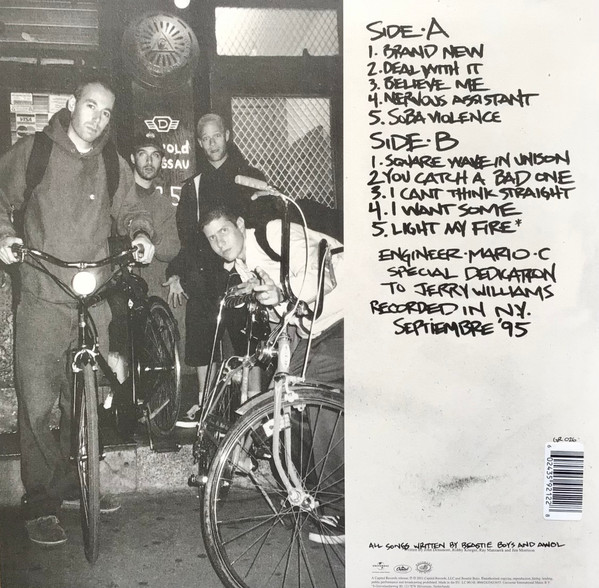 SIDE·A
1. BRAND NEW
2. DEAL WITH IT
3. BELIEVE ME
4. NERVOUS ASSISTANT
5. SOBA VIOLENCE
SIDE·B
1. SQUARE WAVE IN UNISON
2 YOU CATCH A BAD ONE
3. I CANT THINK STRAIGHT
4. I WANT SOME
5. LIGHT MY FIRE*
ENGINEER·MARIO·C
SPECIAL DEDICATION
TO JERRY WILLIAMS
RECORDED IN N.Y.
SEPTIEMBRE '95
GR 026
ALL SONGS WRITTEN BY BEASTIE BOYS AND AWOL
VISA
D